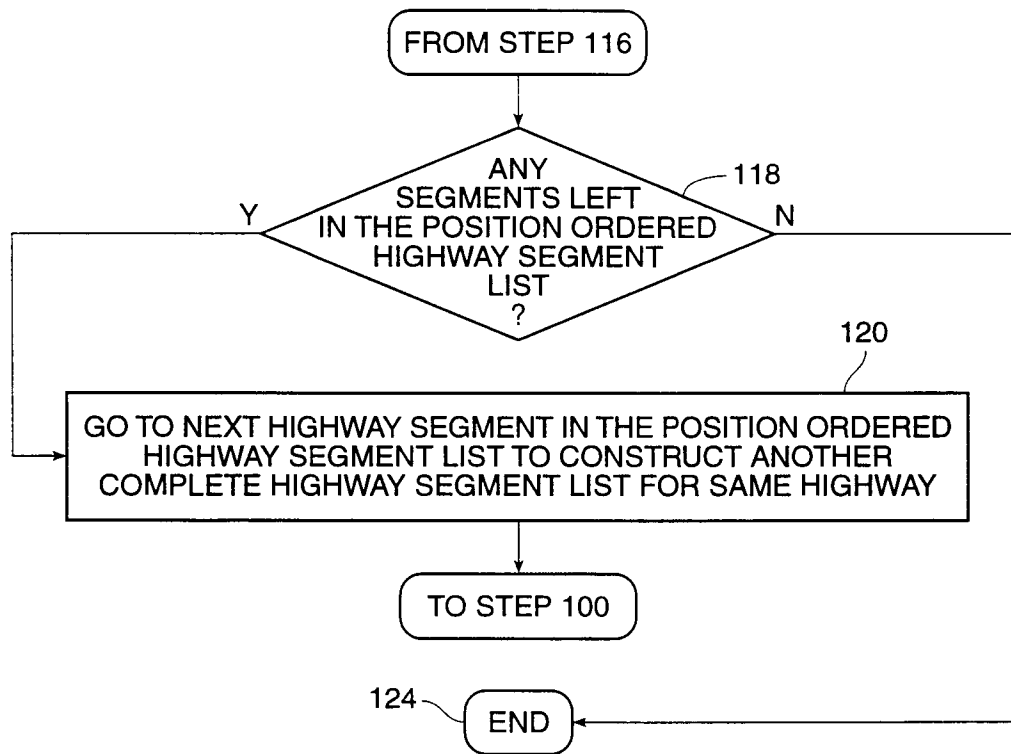 FROM STEP 116
ANY
SEGMENTS LEFT
IN THE POSITION ORDERED
HIGHWAY SEGMENT
LIST
?
118
Y
N
120
GO TO NEXT HIGHWAY SEGMENT IN THE POSITION ORDERED
HIGHWAY SEGMENT LIST TO CONSTRUCT ANOTHER
COMPLETE HIGHWAY SEGMENT LIST FOR SAME HIGHWAY
TO STEP 100
124
END